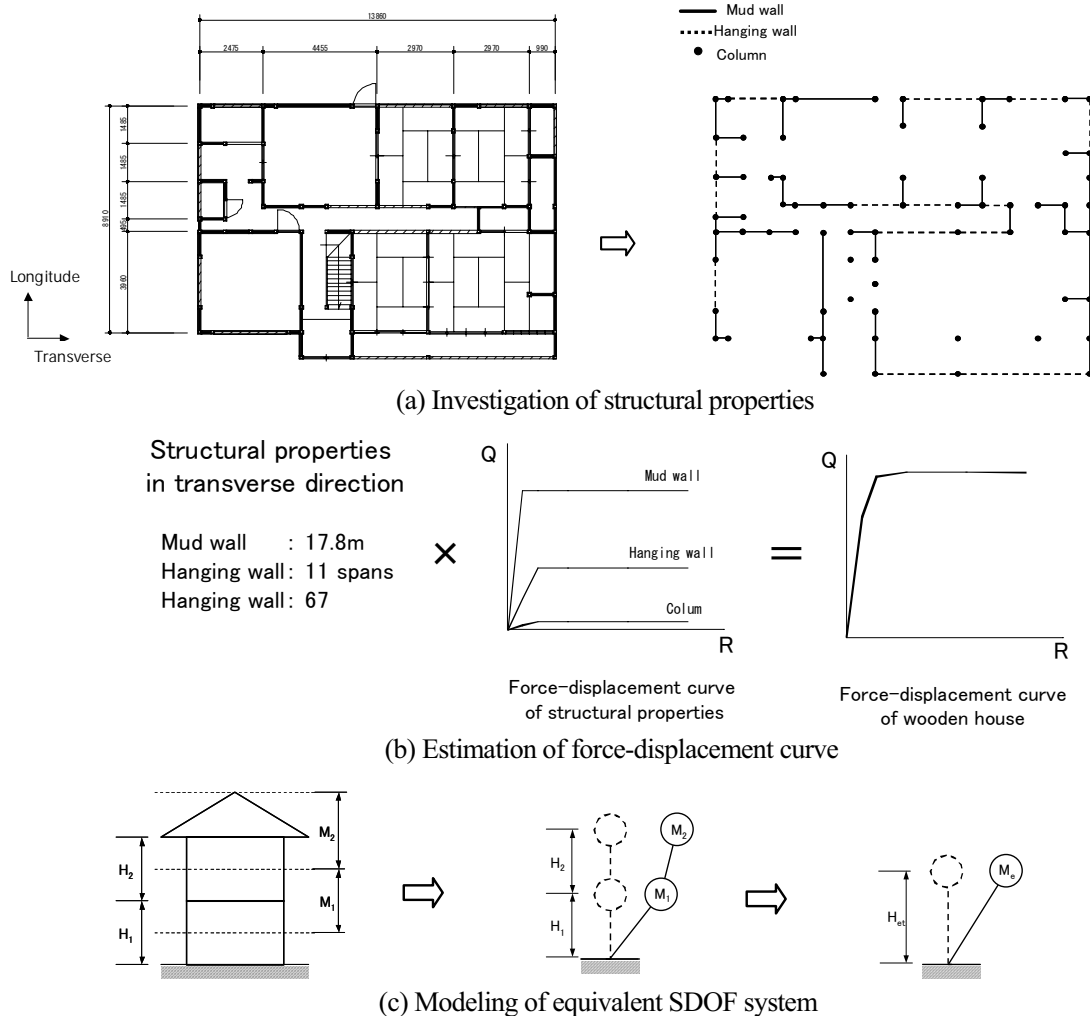 13860
2475 4455 2970 2970 990
8910
1485
1485
1485
495
3960
Longitude
Transverse
Mud wall
Hanging wall
Column
(a) Investigation of structural properties
Structural properties
in transverse direction
Mud wall : 17.8m
Hanging wall: 11 spans
Hanging wall: 67
×
Q
Mud wall
Hanging wall
Colum
R
Force-displacement curve
of structural properties
=
Q
R
Force-displacement curve
of wooden house
(b) Estimation of force-displacement curve
H2
H1
M2
M1
H2
H1
M2
M1
Het
Me
(c) Modeling of equivalent SDOF system